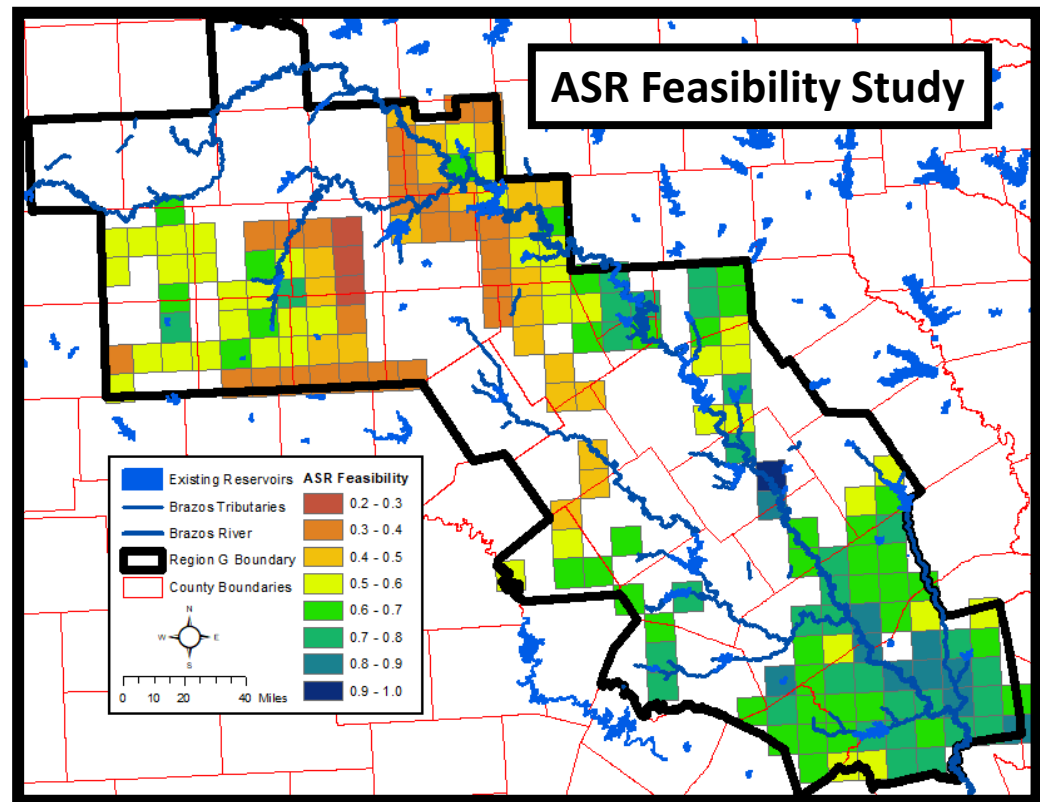 ASR Feasibility Study
Existing Reservoirs
Brazos Tributaries
Brazos River
Region G Boundary
County Boundaries
N
W E
S
0 10 20 40 Miles
ASR Feasibility
0.2 - 0.3
0.3 - 0.4
0.4 - 0.5
0.5 - 0.6
0.6 - 0.7
0.7 - 0.8
0.8 - 0.9
0.9 - 1.0